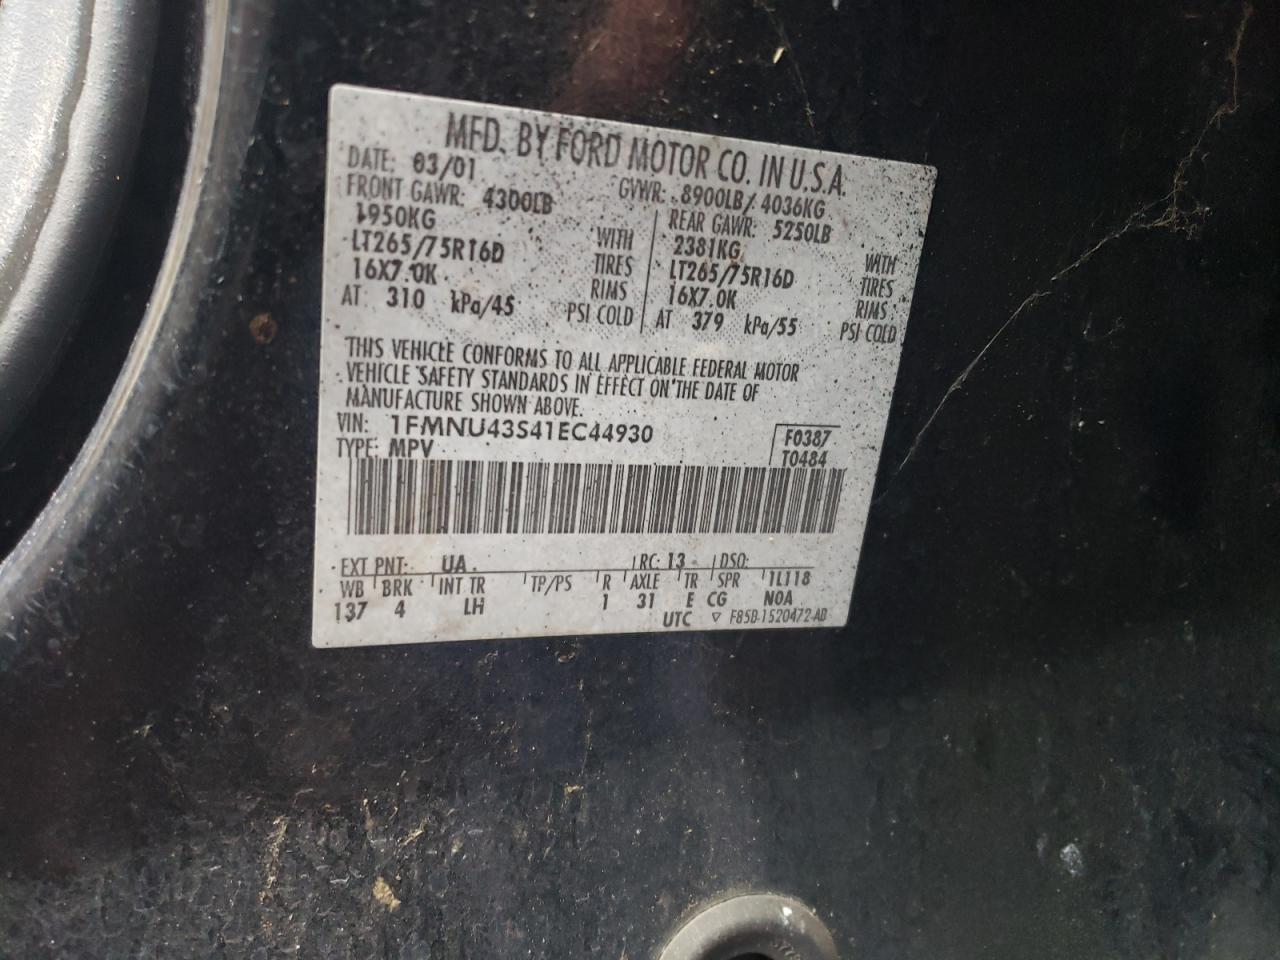 MFD. BY FORD MOTOR CO. IN U.S.A.
DATE: 03/01 GVWR: 8900LB/ 4036KG
FRONT GAWR: 4300LB REAR GAWR: 5250LB
1950KG WITH 2381KG WITH
LT265/75R16D TIRES LT265/75R16D TIRES
16X7.0K RIMS 16X7.0K RIMS
AT 310 kPa/45 PSI COLD AT 379 kPa/55 PSI COLD
THIS VEHICLE CONFORMS TO ALL APPLICABLE FEDERAL MOTOR
VEHICLE SAFETY STANDARDS IN EFFECT ON THE DATE OF
MANUFACTURE SHOWN ABOVE.
VIN: 1FMNU43S41EC44930 F0387
TYPE: MPV T0484
EXT PNT: UA RC: 13 DSO:
WB BRK INT TR TP/PS R AXLE TR SPR 1L118
137 4 LH 1 31 E CG NOA
UTC ▽ F85B-1520472-AB